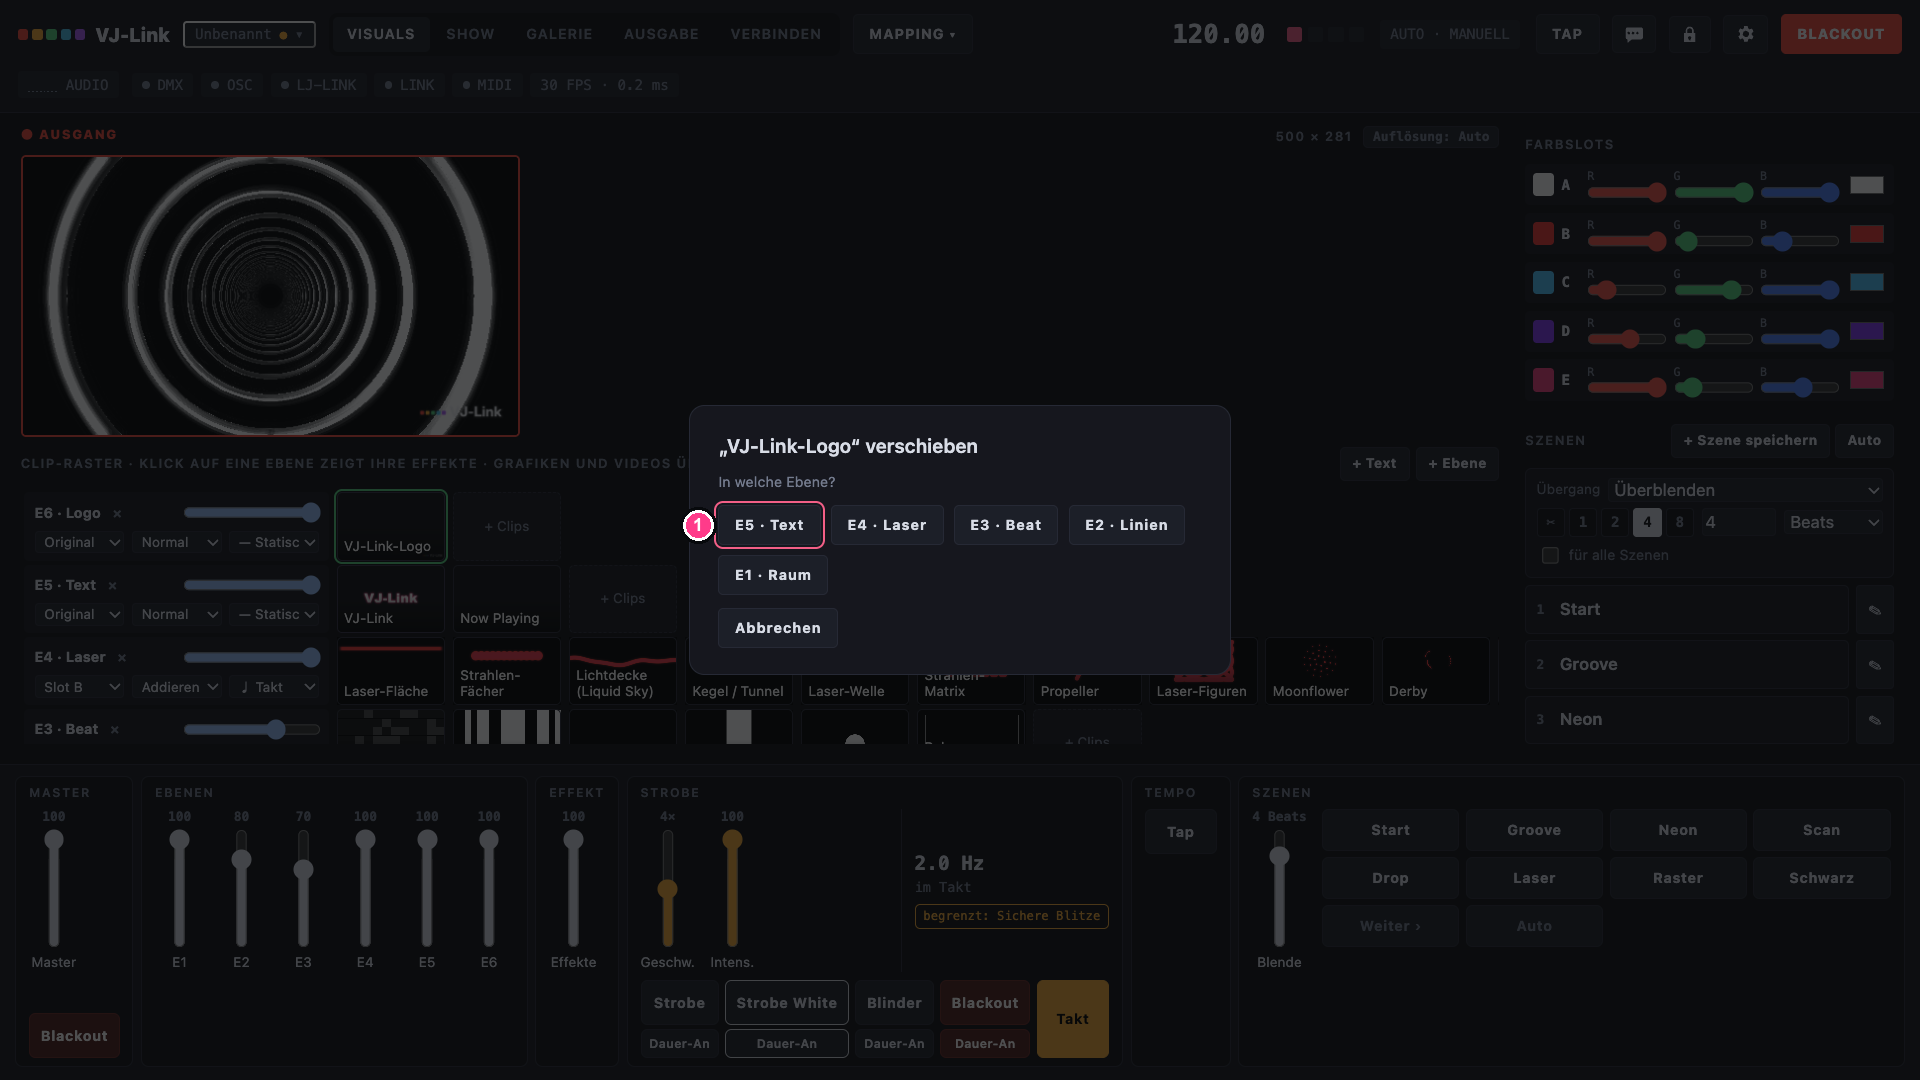 VJ-Link
Unbenannt
VISUALS
SHOW
GALERIE
AUSGABE
VERBINDEN
MAPPING
120.00
AUTO · MANUELL
TAP
BLACKOUT
AUDIO
DMX
OSC
LJ-LINK
LINK
MIDI
30 FPS · 0.2 ms
AUSGANG
500 × 281
Auflösung: Auto
J-Link
FARBSLOTS
A R G B
B R G B
C R G B
D R G B
E R G B
CLIP-RASTER · KLICK AUF EINE EBENE ZEIGT IHRE EFFEKTE · GRAFIKEN UND VIDEOS
+ Text
+ Ebene
„VJ-Link-Logo“ verschieben
In welche Ebene?
1
E5 · Text
E4 · Laser
E3 · Beat
E2 · Linien
E1 · Raum
Abbrechen
E6 · Logo ×
Original
Normal
— Statisc
VJ-Link-Logo
+ Clips
E5 · Text ×
Original
Normal
— Statisc
VJ-Link
VJ-Link
Now Playing
+ Clips
E4 · Laser ×
Slot B
Addieren
♩ Takt
Laser-Fläche
Strahlen-
Fächer
Lichtdecke
(Liquid Sky)
Kegel / Tunnel
Laser-Welle
Strahlen-
Matrix
Propeller
Laser-Figuren
Moonflower
Derby
E3 · Beat ×
+ Clips
SZENEN
+ Szene speichern
Auto
Übergang
Überblenden
1
2
4
8
4
Beats
für alle Szenen
1 Start
2 Groove
3 Neon
MASTER
100
Master
Blackout
EBENEN
100 80 70 100 100 100
E1 E2 E3 E4 E5 E6
EFFEKT
100
Effekte
STROBE
4× 100
Geschw. Intens.
2.0 Hz
im Takt
begrenzt: Sichere Blitze
Strobe
Strobe White
Blinder
Blackout
Takt
Dauer-An
Dauer-An
Dauer-An
Dauer-An
TEMPO
Tap
SZENEN
4 Beats
Blende
Start
Groove
Neon
Scan
Drop
Laser
Raster
Schwarz
Weiter ›
Auto